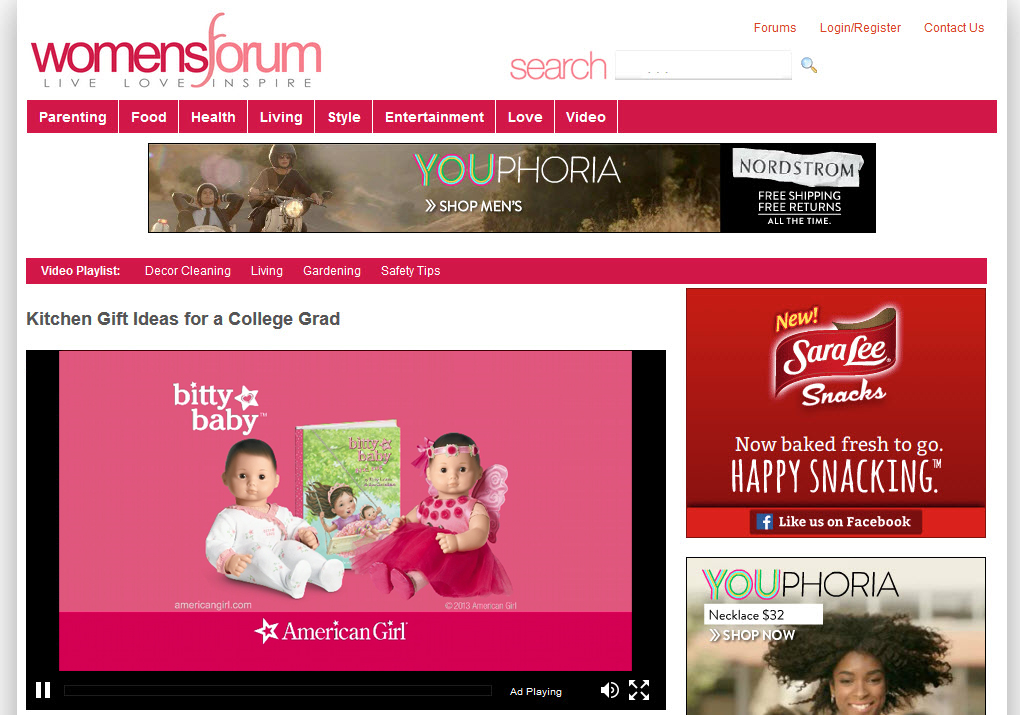 womensforum
LIVE LOVE INSPIRE
Forums Login/Register Contact Us
search ...
Parenting Food Health Living Style Entertainment Love Video
YOUPHORIA
SHOP MEN'S
NORDSTROM
FREE SHIPPING
FREE RETURNS
ALL THE TIME.
Video Playlist: Decor Cleaning Living Gardening Safety Tips
Kitchen Gift Ideas for a College Grad
bitty
baby™
bitty
baby
americangirl.com
© 2013 American Girl
American Girl®
Ad Playing
New!
Sara Lee®
Snacks
Now baked fresh to go.
HAPPY SNACKING.™
f Like us on Facebook
YOUPHORIA
Necklace $32
SHOP NOW